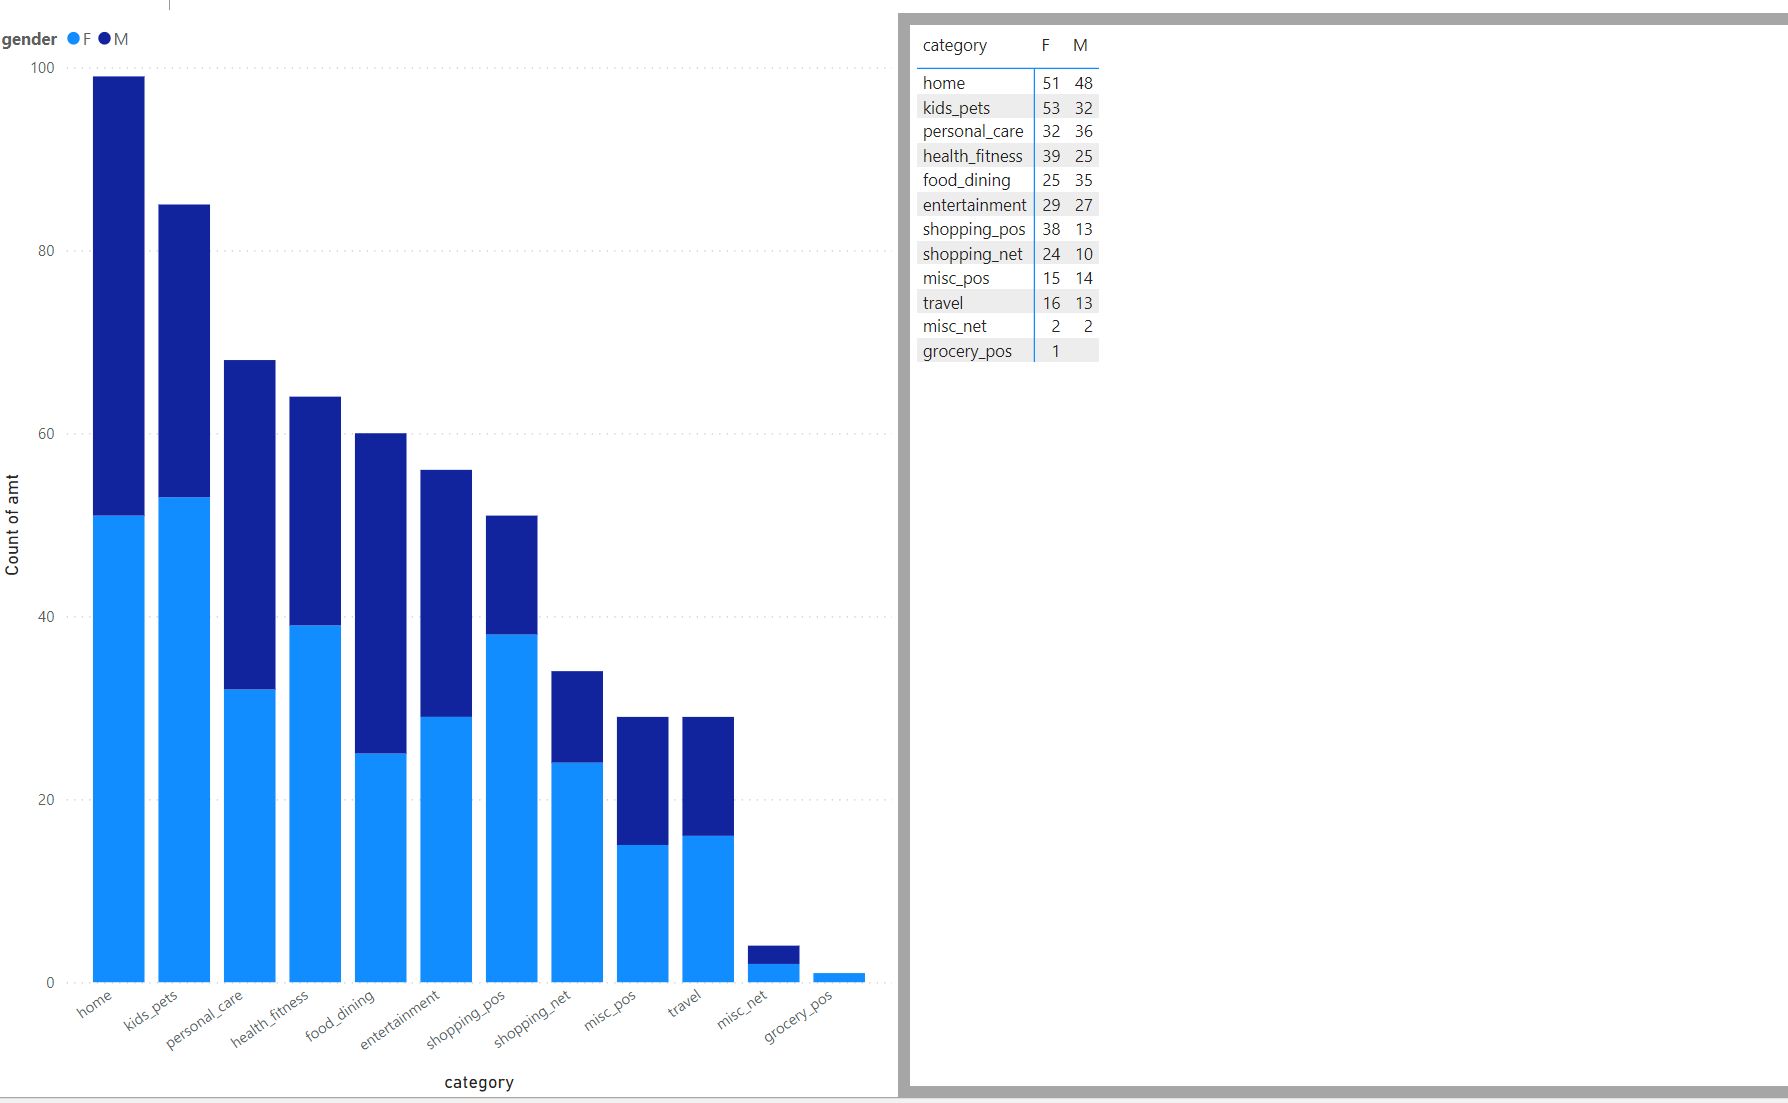 gender F M
100
80
60
40
20
0
Count of amt
home
kids_pets
personal_care
health_fitness
food_dining
entertainment
shopping_pos
shopping_net
misc_pos
travel
misc_net
grocery_pos
category
category F M
home 51 48
kids_pets 53 32
personal_care 32 36
health_fitness 39 25
food_dining 25 35
entertainment 29 27
shopping_pos 38 13
shopping_net 24 10
misc_pos 15 14
travel 16 13
misc_net 2 2
grocery_pos 1